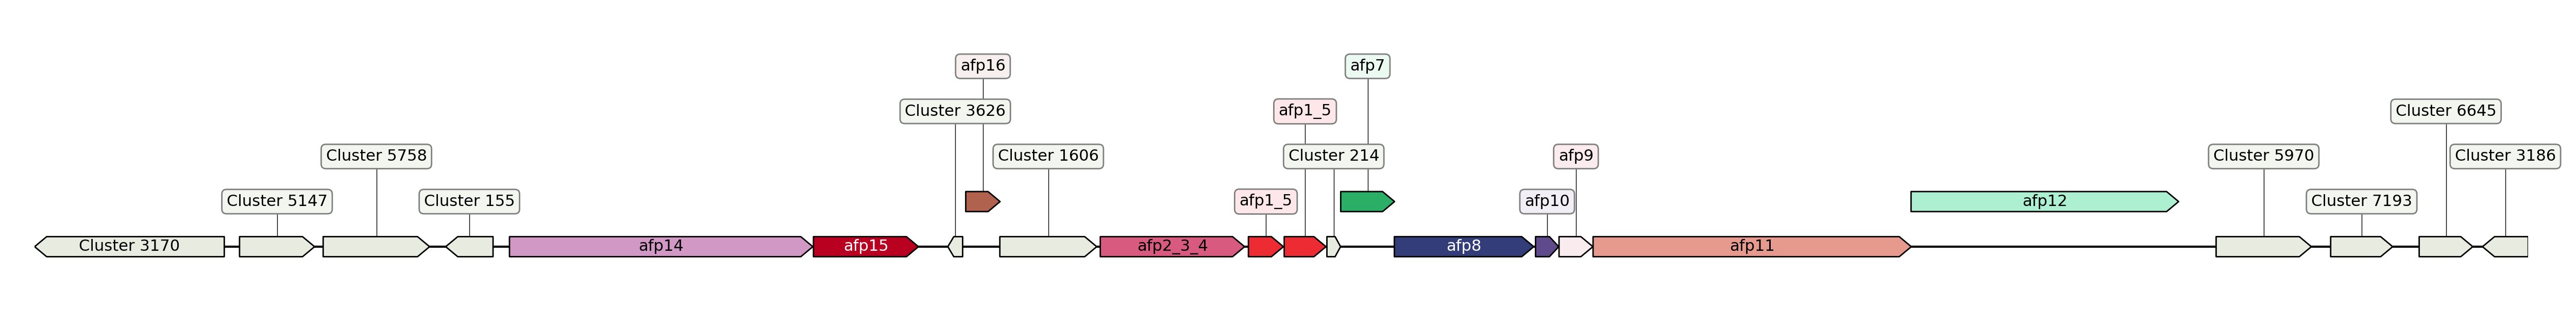 afp16
afp7
Cluster 3626
afp1_5
Cluster 6645
Cluster 5758
Cluster 1606
Cluster 214
afp9
Cluster 5970
Cluster 3186
Cluster 5147
Cluster 155
afp1_5
afp10
afp12
Cluster 7193
Cluster 3170
afp14
afp15
afp2_3_4
afp8
afp11